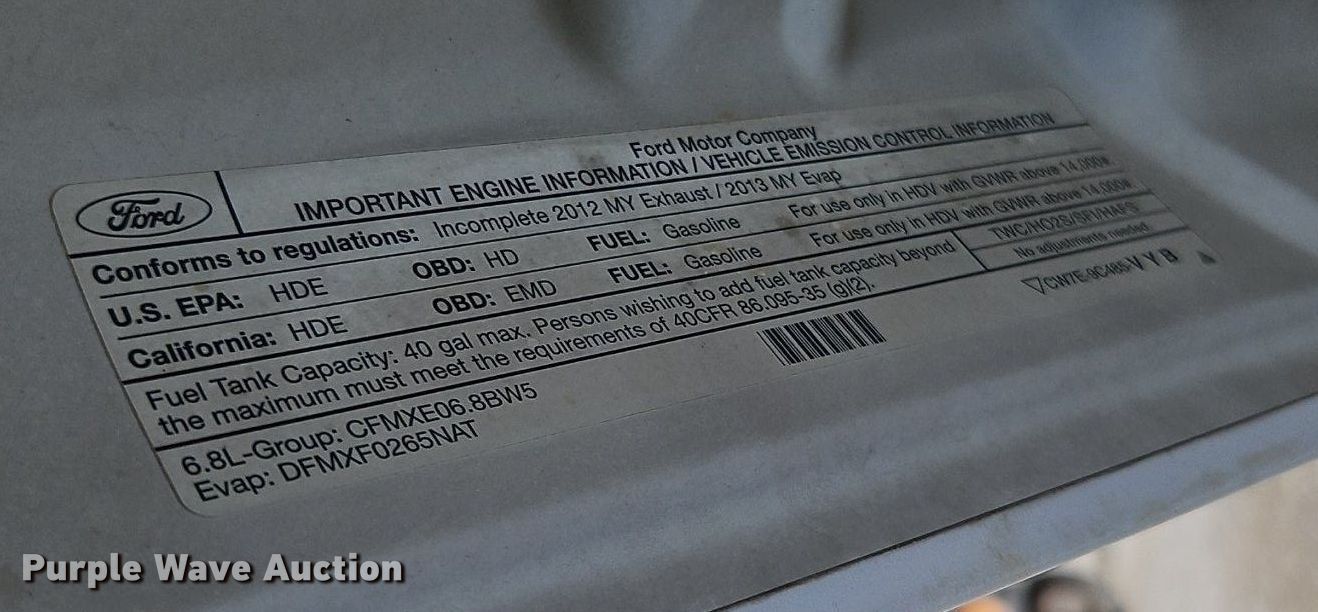 Ford
Ford Motor Company
IMPORTANT ENGINE INFORMATION / VEHICLE EMISSION CONTROL INFORMATION
Conforms to regulations: Incomplete 2012 MY Exhaust / 2013 MY Evap
U.S. EPA: HDE OBD: HD FUEL: Gasoline For use only in HDV with GVWR above 14,000#
California: HDE OBD: EMD FUEL: Gasoline For use only in HDV with GVWR above 14,000#
Fuel Tank Capacity: 40 gal max. Persons wishing to add fuel tank capacity beyond
the maximum must meet the requirements of 40CFR 86.095-35 (g)(2).
TWC/HO2S/SFI/HAFS
No adjustments needed.
6.8L-Group: CFMXE06.8BW5
Evap: DFMXF0265NAT
CW7E-9C485-V Y B
Purple Wave Auction